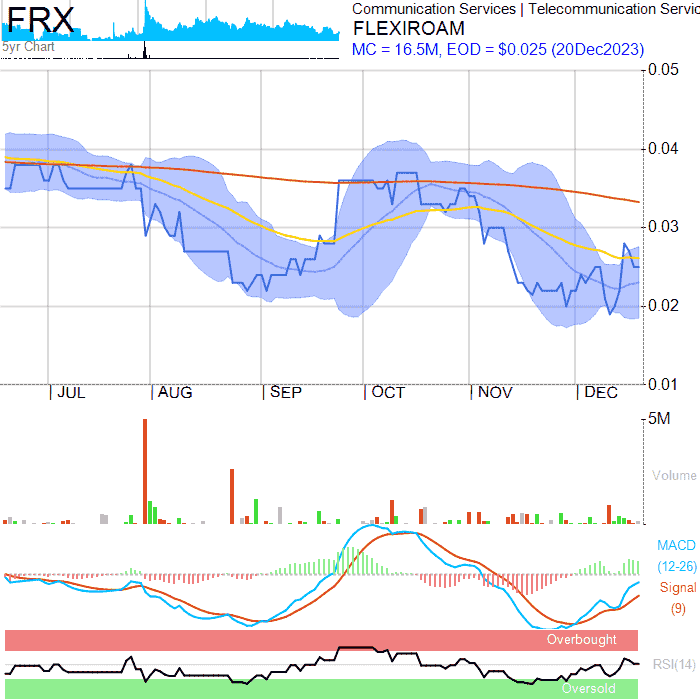 FRX
5yr Chart
Communication Services | Telecommunication Servic
FLEXIROAM
MC = 16.5M, EOD = $0.025 (20Dec2023)
0.05
0.04
0.03
0.02
0.01
JUL AUG SEP OCT NOV DEC
5M
Volume
MACD
(12-26)
Signal
(9)
Overbought
RSI(14)
Oversold